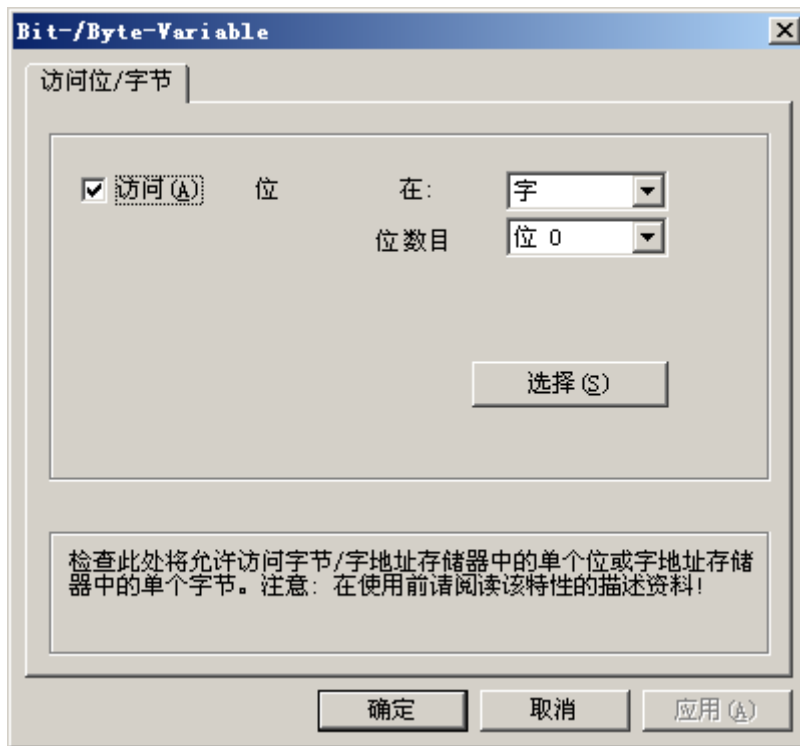 Bit-/Byte-Variable
访问位/字节
访问(A) 位 在: 字
位数目 位 0
选择(S)
检查此处将允许访问字节/字地址存储器中的单个位或字地址存储
器中的单个字节。注意: 在使用前请阅读该特性的描述资料!
确定 取消 应用(A)